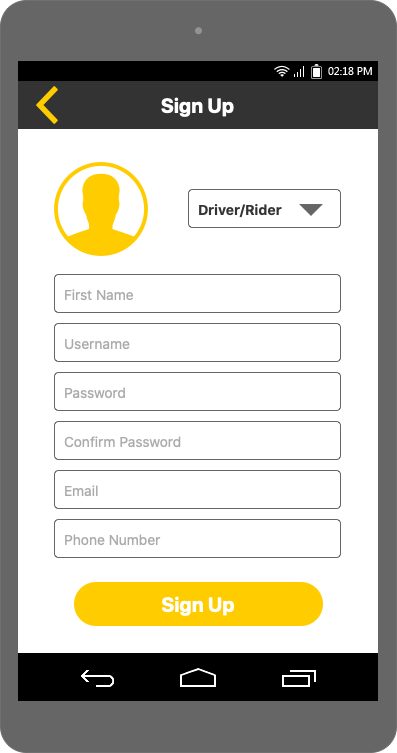 02:18 PM
Sign Up
Driver/Rider
First Name
Username
Password
Confirm Password
Email
Phone Number
Sign Up